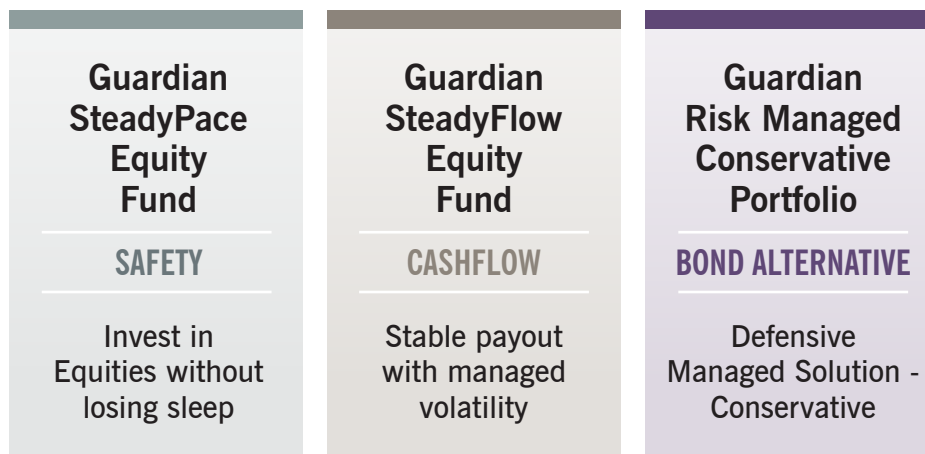 Guardian
SteadyPace
Equity
Fund
SAFETY
Invest in
Equities without
losing sleep
Guardian
SteadyFlow
Equity
Fund
CASHFLOW
Stable payout
with managed
volatility
Guardian
Risk Managed
Conservative
Portfolio
BOND ALTERNATIVE
Defensive
Managed Solution -
Conservative